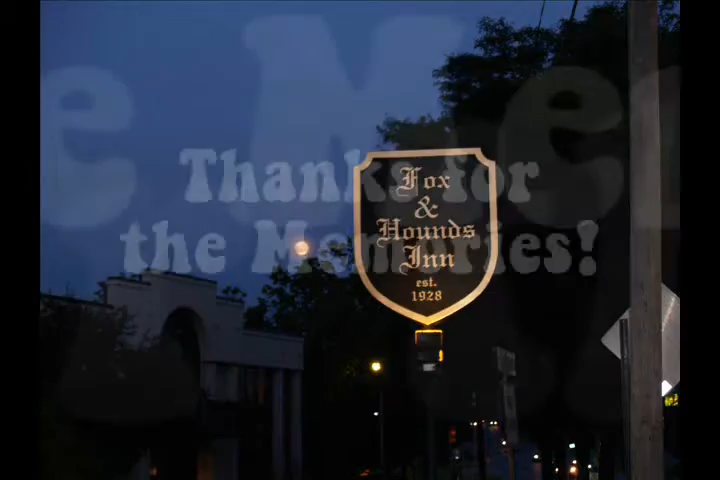 Thanks for
the Memories!
Fox
&
Hounds
Inn
est.
1928